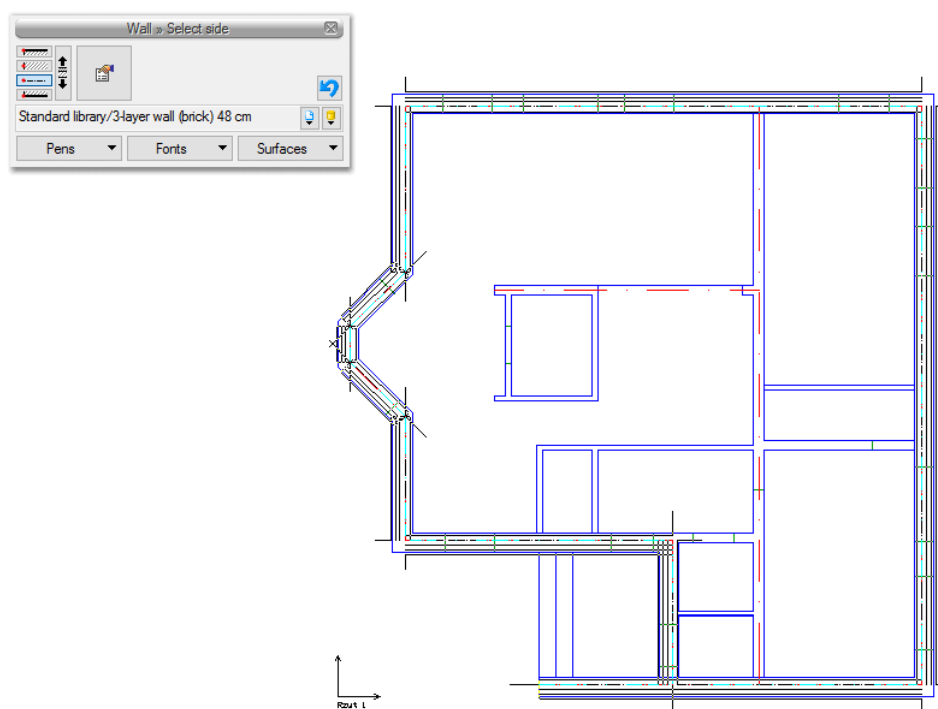 Wall » Select side
Standard library/3-layer wall (brick) 48 cm
Pens
Fonts
Surfaces
Rzut 1